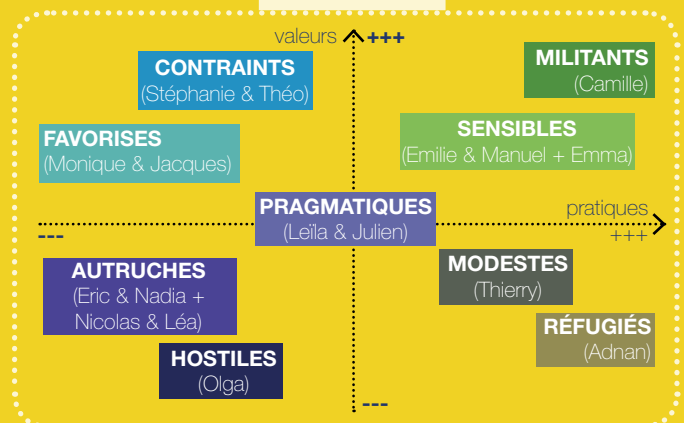 valeurs +++
CONTRAINTS
(Stéphanie & Théo)
MILITANTS
(Camille)
FAVORISES
(Monique & Jacques)
SENSIBLES
(Emilie & Manuel + Emma)
PRAGMATIQUES
(Leïla & Julien)
pratiques
+++
---
AUTRUCHES
(Eric & Nadia +
Nicolas & Léa)
MODESTES
(Thierry)
RÉFUGIÉS
(Adnan)
HOSTILES
(Olga)
---